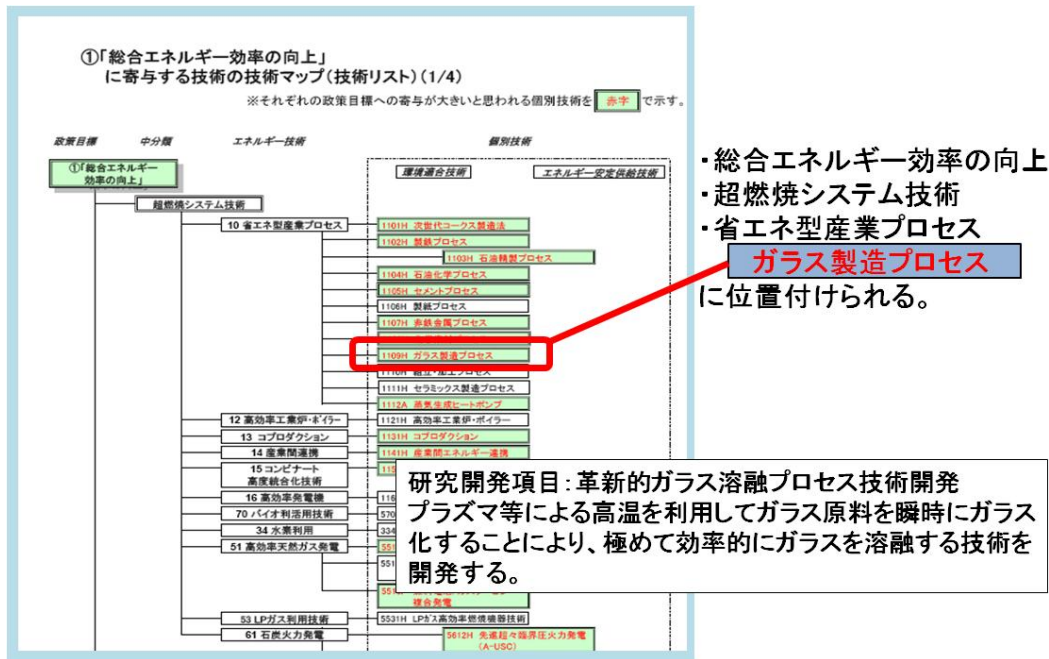 ①「総合エネルギー効率の向上」
に寄与する技術の技術マップ(技術リスト)(1/4)
※それぞれの政策目標への寄与が大きいと思われる個別技術を 赤字 で示す。
政策目標 中分類 エネルギー技術 個別技術
①「総合エネルギー
効率の向上」
環境適合技術 エネルギー安定供給技術
超燃焼システム技術
10 省エネ型産業プロセス
1101H 次世代コークス製造法
1102H 製鉄プロセス
1103H 石油精製プロセス
1104H 石油化学プロセス
1105H セメントプロセス
1106H 製紙プロセス
1107H 非鉄金属プロセス
1109H ガラス製造プロセス
1110H 組立・加工プロセス
1111H セラミックス製造プロセス
1112A 蒸気生成ヒートポンプ
12 高効率工業炉・ボイラー
1121H 高効率工業炉・ボイラー
13 コプロダクション
1131H コプロダクション
14 産業間連携
1141H 産業間エネルギー連携
15 コンビナート
高度統合化技術
115
16 高効率発電機
116
70 バイオ利活用技術
570
34 水素利用
334
51 高効率天然ガス発電
551
551
複合発電
53 LPガス利用技術
5531H LPガス高効率燃焼機器技術
61 石炭火力発電
5612H 先進超々臨界圧火力発電
(A-USC)
・総合エネルギー効率の向上
・超燃焼システム技術
・省エネ型産業プロセス
ガラス製造プロセス
に位置付けられる。
研究開発項目:革新的ガラス溶融プロセス技術開発
プラズマ等による高温を利用してガラス原料を瞬時にガラス
化することにより、極めて効率的にガラスを溶融する技術を
開発する。